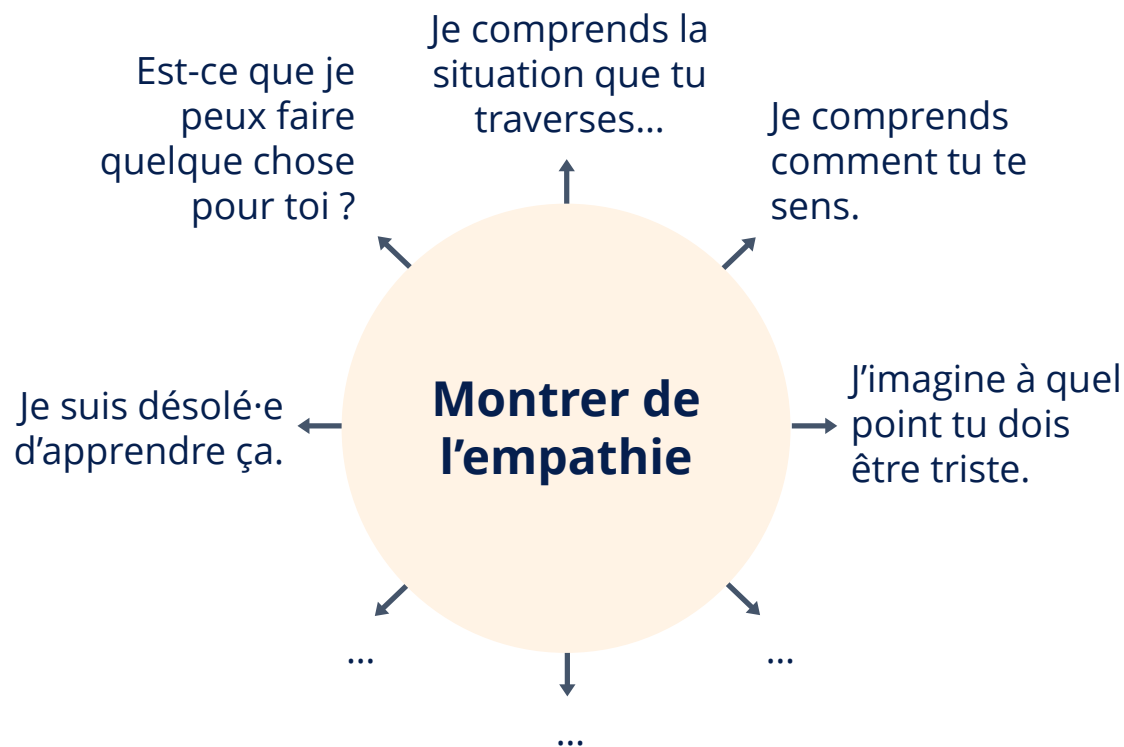 Je comprends la
situation que tu
traverses...
Est-ce que je
peux faire
quelque chose
pour toi ?
Je comprends
comment tu te
sens.
Je suis désolé·e
d’apprendre ça.
Montrer de
l’empathie
J’imagine à quel
point tu dois
être triste.
...
...
...